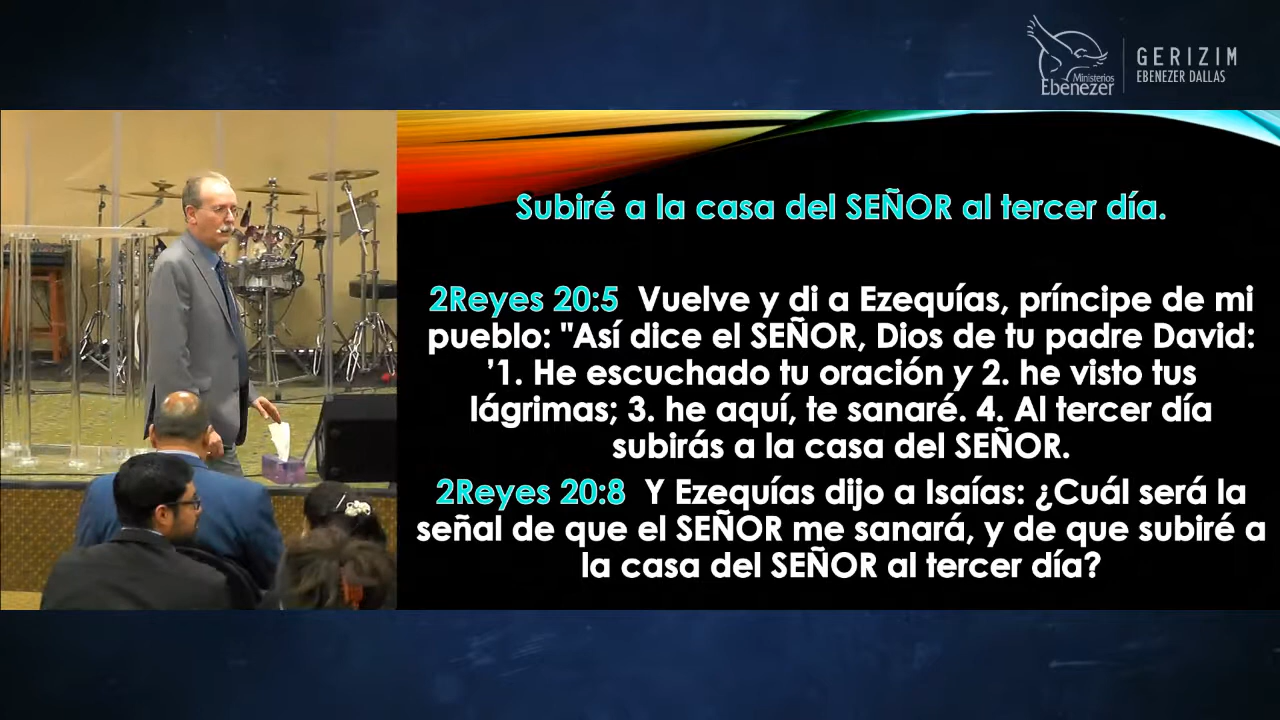 Ministerios
Ebenezer
GERIZIM
EBENEZER DALLAS
Subiré a la casa del SEÑOR al tercer día.
2Reyes 20:5 Vuelve y di a Ezequías, príncipe de mi
pueblo: "Así dice el SEÑOR, Dios de tu padre David:
’1. He escuchado tu oración y 2. he visto tus
lágrimas; 3. he aquí, te sanaré. 4. Al tercer día
subirás a la casa del SEÑOR.
2Reyes 20:8 Y Ezequías dijo a Isaías: ¿Cuál será la
señal de que el SEÑOR me sanará, y de que subiré a
la casa del SEÑOR al tercer día?